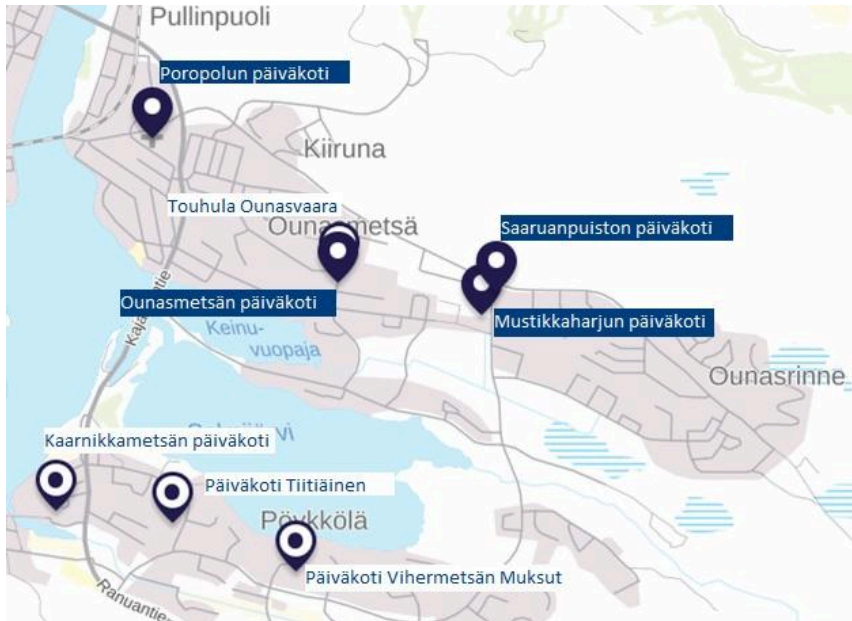 Pullinpuoli
Poropolun päiväkoti
Kiiruna
Touhula Ounasvaara
Ounasmetsä
Saaruanpuiston päiväkoti
Ounasmetsän päiväkoti
Mustikkaharjun päiväkoti
Keinu-
vuopaja
Ounasrinne
Kaarnikkametsän päiväkoti
Päiväkoti Tiitiäinen
Pöykkölä
Päiväkoti Vihermetsän Muksut
Ranuantie